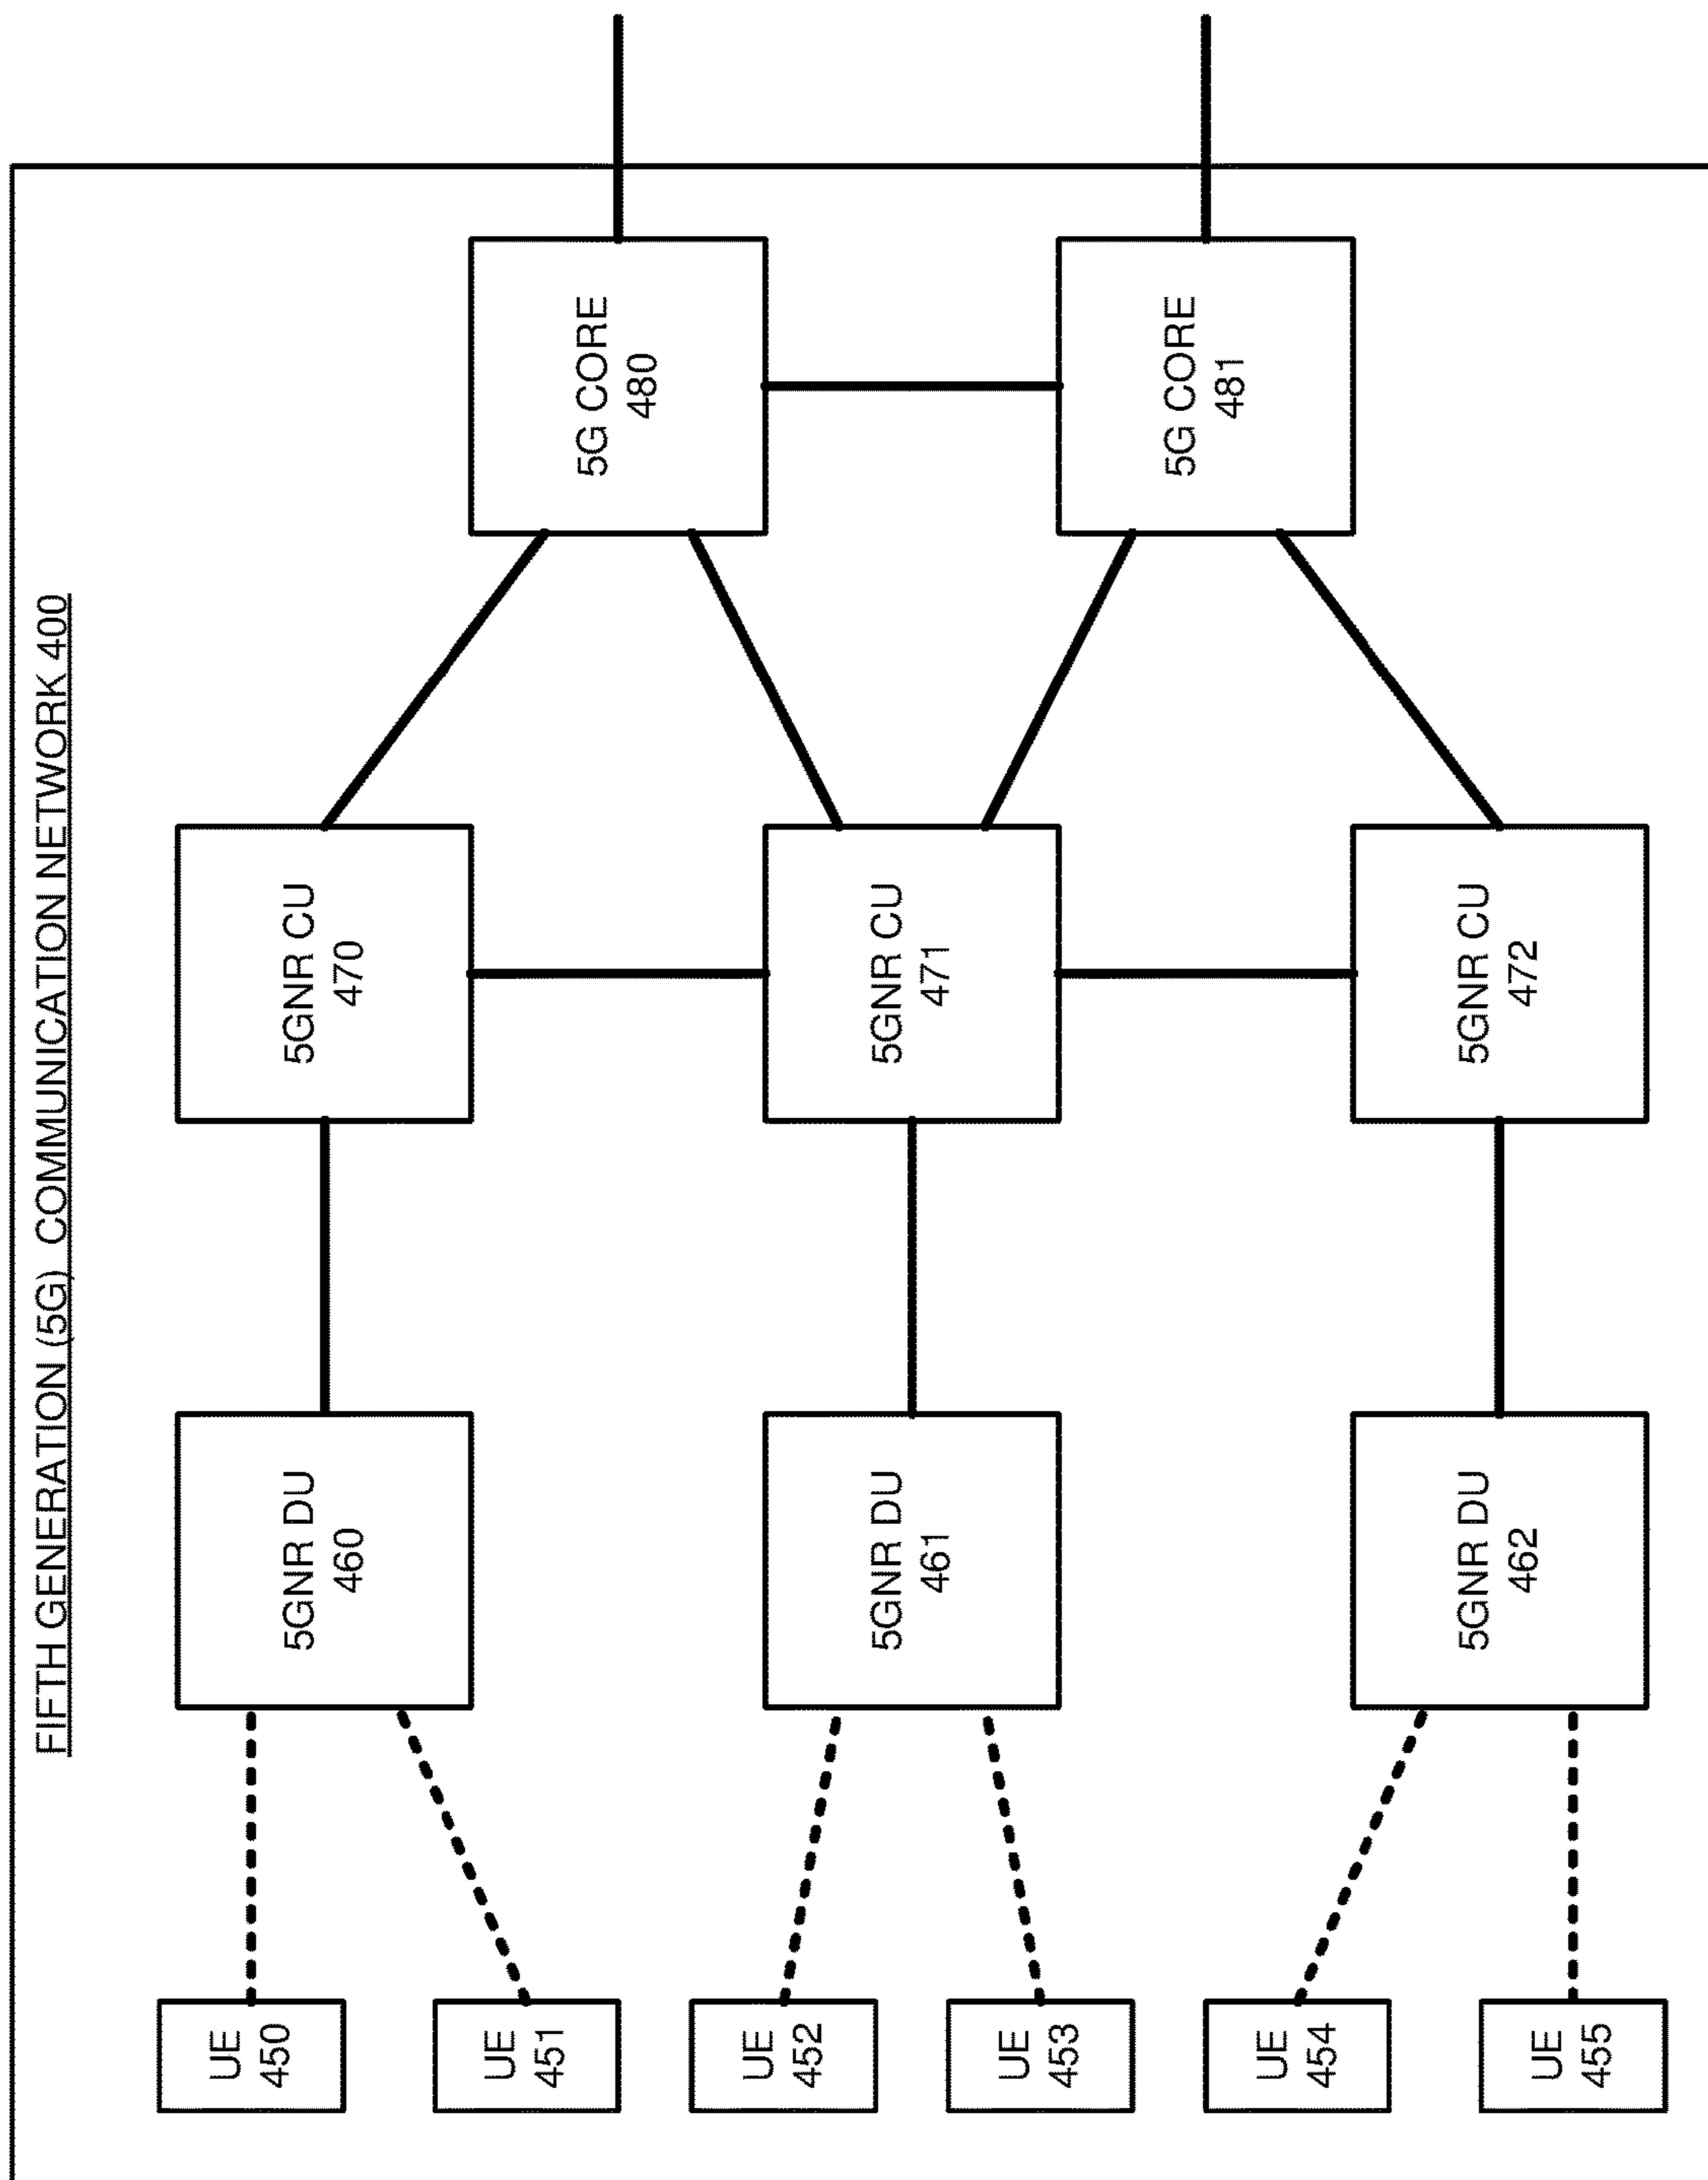 FIFTH GENERATION (5G) COMMUNICATION NETWORK 400
UE
450
5GNR DU
460
5GNR CU
470
UE
451
5G CORE
480
UE
452
5GNR DU
461
5GNR CU
471
UE
453
5G CORE
481
UE
454
5GNR DU
462
5GNR CU
472
UE
455